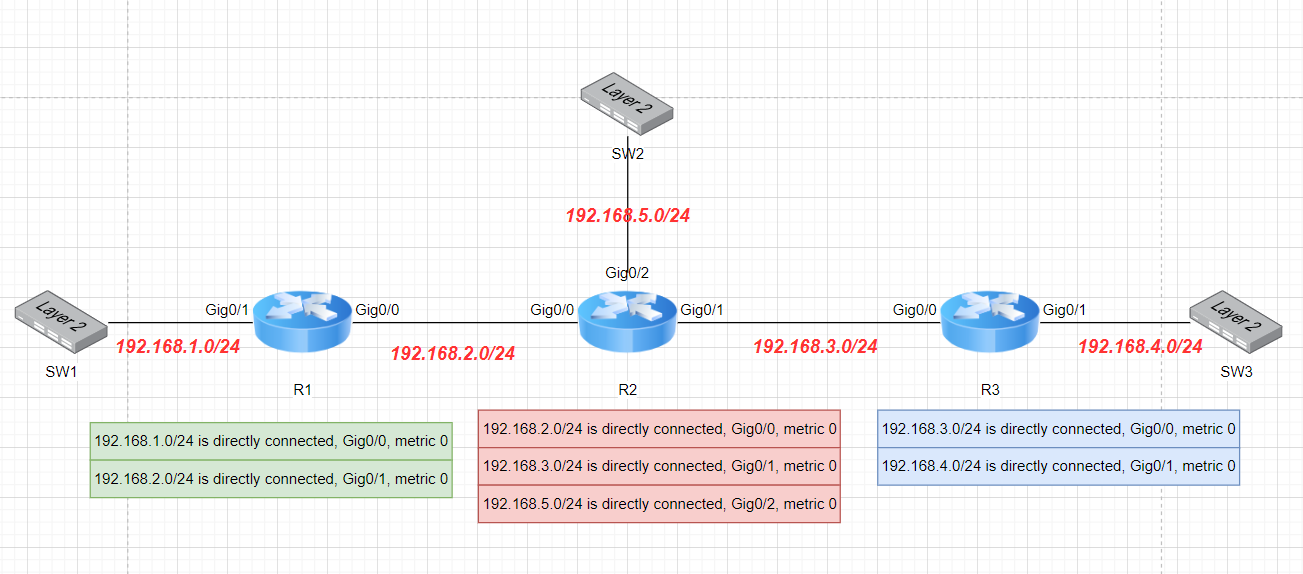 Layer 2
SW2
192.168.5.0/24
Gig0/2
Layer 2
SW1
Gig0/1
Gig0/0
192.168.1.0/24
R1
192.168.2.0/24
Gig0/0
Gig0/1
R2
192.168.3.0/24
Gig0/0
Gig0/1
R3
192.168.4.0/24
Layer 2
SW3
192.168.1.0/24 is directly connected, Gig0/0, metric 0
192.168.2.0/24 is directly connected, Gig0/1, metric 0
192.168.2.0/24 is directly connected, Gig0/0, metric 0
192.168.3.0/24 is directly connected, Gig0/1, metric 0
192.168.5.0/24 is directly connected, Gig0/2, metric 0
192.168.3.0/24 is directly connected, Gig0/0, metric 0
192.168.4.0/24 is directly connected, Gig0/1, metric 0